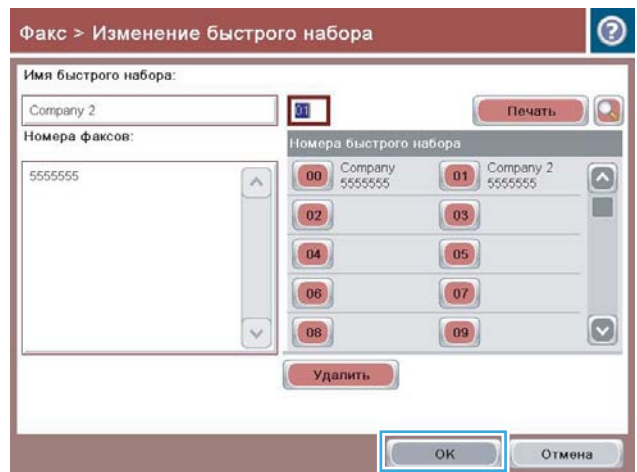 Факс > Изменение быстрого набора
?
Имя быстрого набора:
Company 2
01
Печать
Номера факсов:
5555555
Номера быстрого набора
00 Company 5555555
01 Company 2 5555555
02
03
04
05
06
07
08
09
Удалить
OK
Отмена